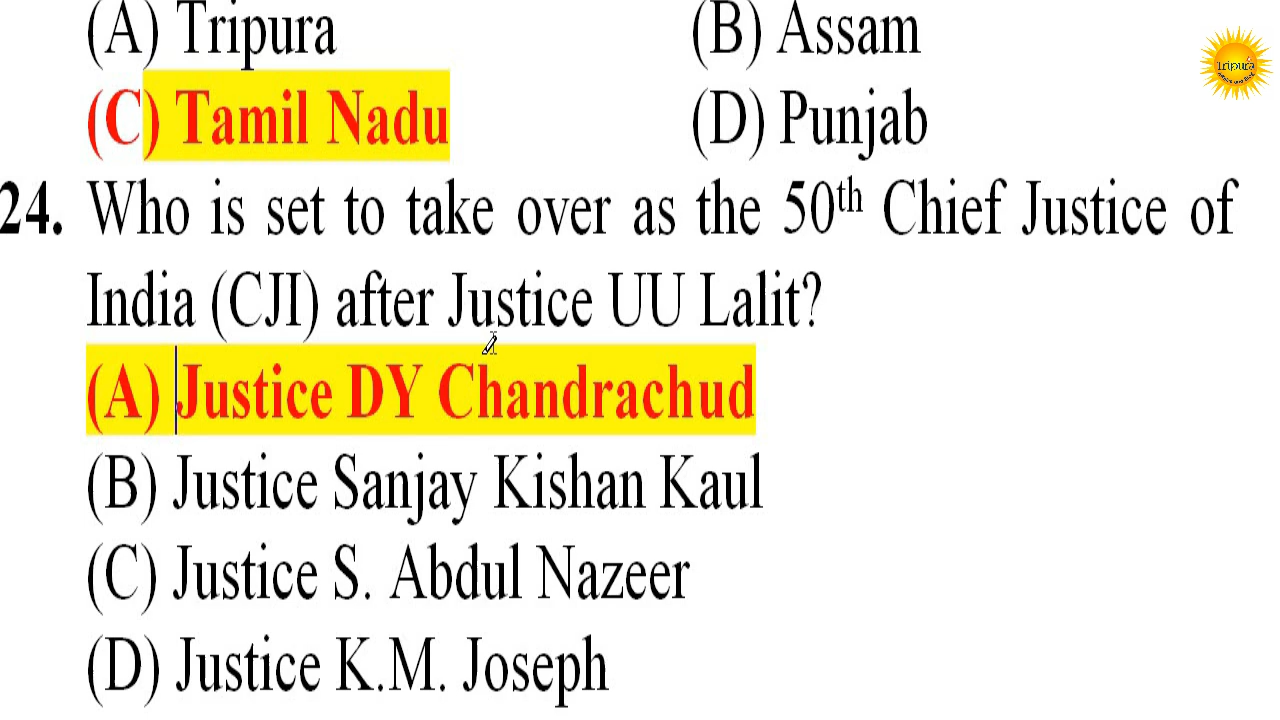 (A) Tripura (B) Assam
(C) Tamil Nadu (D) Punjab
24. Who is set to take over as the 50th Chief Justice of
India (CJI) after Justice UU Lalit?
(A) Justice DY Chandrachud
(B) Justice Sanjay Kishan Kaul
(C) Justice S. Abdul Nazeer
(D) Justice K.M. Joseph
Tripura